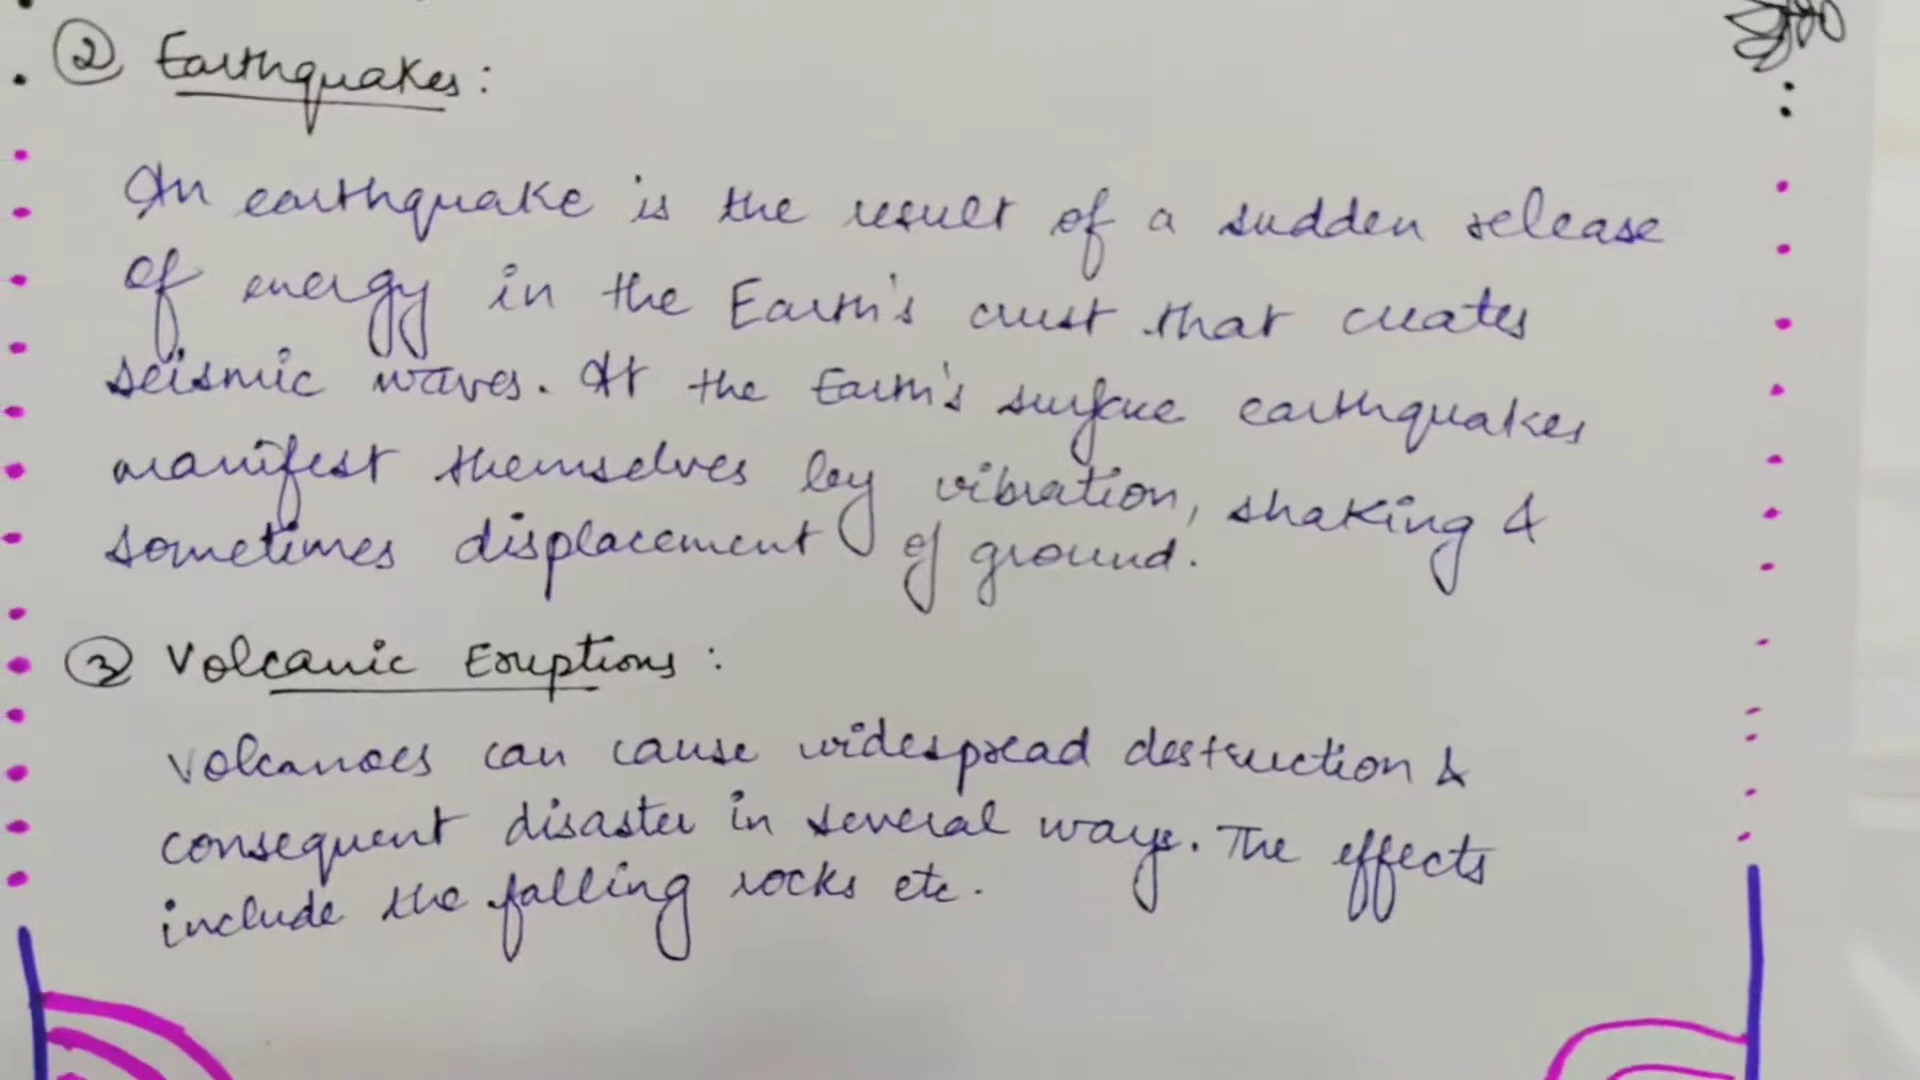 ② Earthquakes:
An earthquake is the result of a sudden release
of energy in the Earth's crust that creates
seismic waves. At the Earth's surface earthquakes
manifest themselves by vibration, shaking &
sometimes displacement of ground.
③ Volcanic Eruptions:
Volcanoes can cause widespread destruction &
consequent disaster in several ways. The effects
include the falling rocks etc.